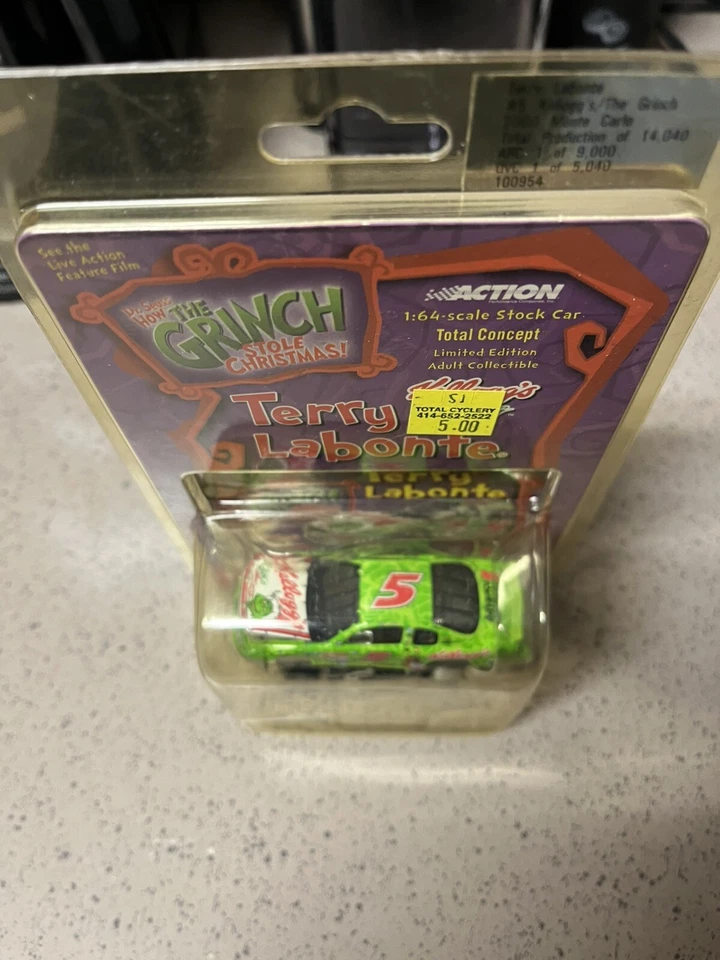 Terry Labonte
#5 Kellogg's/The Grinch
2000 Monte Carlo
Total Production of 14,040
ARC 1 of 9,000
QVC 1 of 5,040
100954
See the
Live Action
Feature Film
Dr. Seuss'
HOW THE
GRINCH
STOLE
CHRISTMAS!
ACTION
1:64-scale Stock Car
Total Concept
Limited Edition
Adult Collectible
Kellogg's
SJ
TOTAL CYCLERY
414-652-2522
5.00
Terry
Labonte
Terry
Labonte
Kellogg's
5